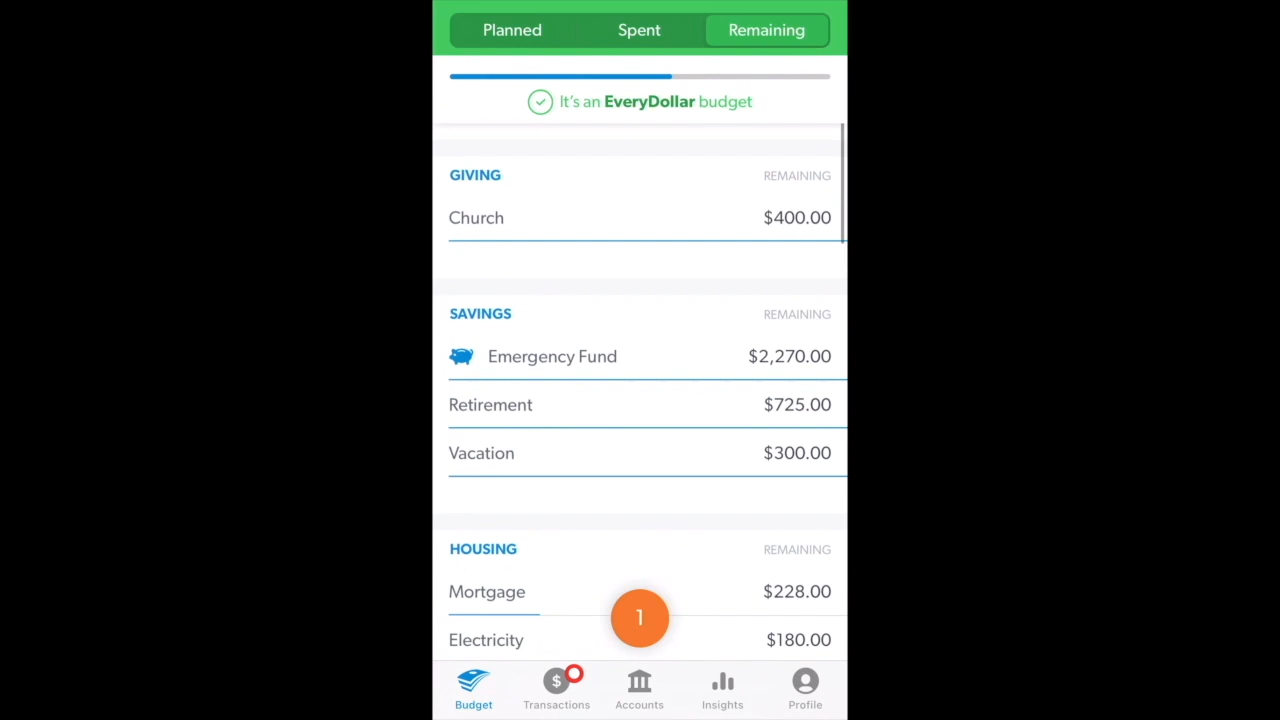 Planned Spent Remaining
It's an EveryDollar budget
GIVING REMAINING
Church $400.00
SAVINGS REMAINING
Emergency Fund $2,270.00
Retirement $725.00
Vacation $300.00
HOUSING REMAINING
Mortgage $228.00
1
Electricity $180.00
$
Budget Transactions Accounts Insights Profile